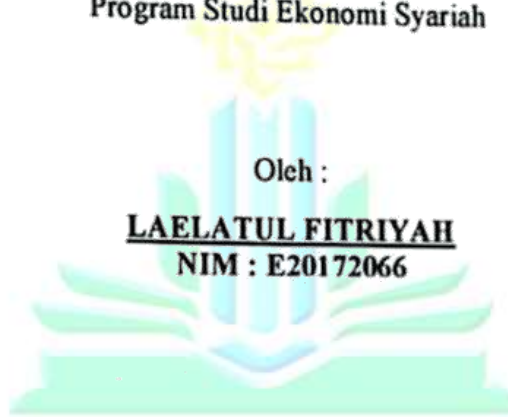 Program Studi Ekonomi Syariah
Oleh :
LAELATUL FITRIYAH
NIM : E20172066